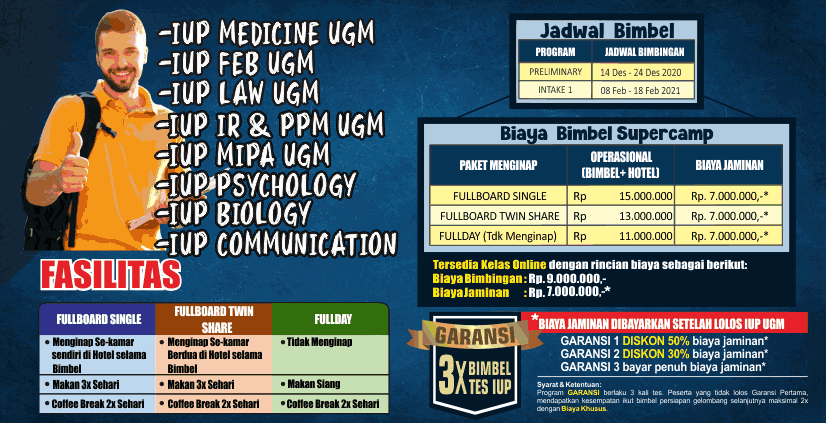 -IUP MEDICINE UGM
-IUP FEB UGM
-IUP LAW UGM
-IUP IR & PPM UGM
-IUP MIPA UGM
-IUP PSYCHOLOGY
-IUP BIOLOGY
-IUP COMMUNICATION
FASILITAS
FULLBOARD SINGLE
FULLBOARD TWIN
SHARE
FULLDAY
• Menginap Se-kamar
sendiri di Hotel selama
Bimbel
• Menginap Se-kamar
Berdua di Hotel selama
Bimbel
• Tidak Menginap
• Makan 3x Sehari
• Makan 3x Sehari
• Makan Siang
• Coffee Break 2x Sehari
• Coffee Break 2x Sehari
• Coffee Break 2x Sehari
Jadwal Bimbel
PROGRAM JADWAL BIMBINGAN
PRELIMINARY 14 Des - 24 Des 2020
INTAKE 1 08 Feb - 18 Feb 2021
Biaya Bimbel Supercamp
PAKET MENGINAP
OPERASIONAL
(BIMBEL+ HOTEL)
BIAYA JAMINAN
FULLBOARD SINGLE Rp 15.000.000 Rp. 7.000.000,-*
FULLBOARD TWIN SHARE Rp 13.000.000 Rp. 7.000.000,-*
FULLDAY (Tdk Menginap) Rp 11.000.000 Rp. 7.000.000,-*
Tersedia Kelas Online dengan rincian biaya sebagai berikut:
Biaya Bimbingan : Rp. 9.000.000,-
Biaya Jaminan : Rp. 7.000.000,-*
GARANSI
3X BIMBEL
TES IUP
*BIAYA JAMINAN DIBAYARKAN SETELAH LOLOS IUP UGM
GARANSI 1 DISKON 50% biaya jaminan*
GARANSI 2 DISKON 30% biaya jaminan*
GARANSI 3 bayar penuh biaya jaminan*
Syarat & Ketentuan:
Program GARANSI berlaku 3 kali tes. Peserta yang tidak lolos Garansi Pertama,
mendapatkan kesempatan ikut bimbel persiapan gelombang selanjutnya maksimal 2x
dengan Biaya Khusus.